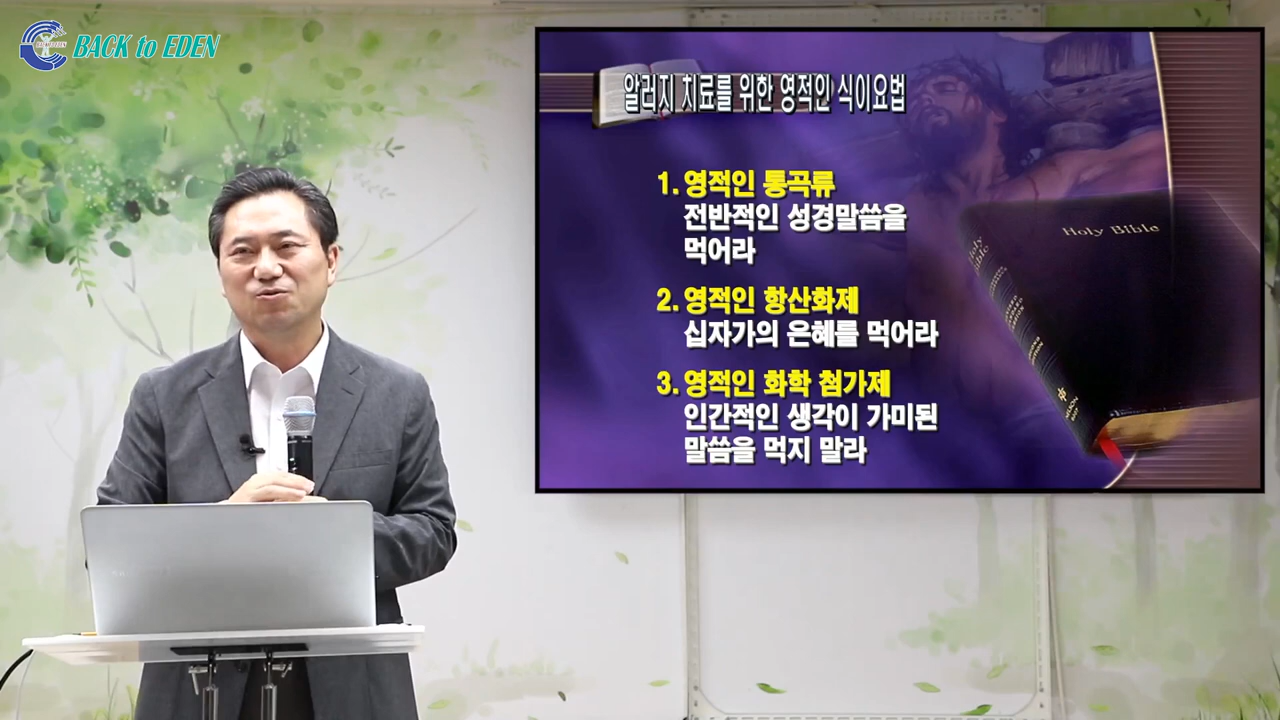 BACK to EDEN
알러지 치료를 위한 영적인 식이요법
1. 영적인 통곡류
전반적인 성경말씀을
먹어라
2. 영적인 항산화제
십자가의 은혜를 먹어라
3. 영적인 화학 첨가제
인간적인 생각이 가미된
말씀을 먹지 말라
Holy Bible